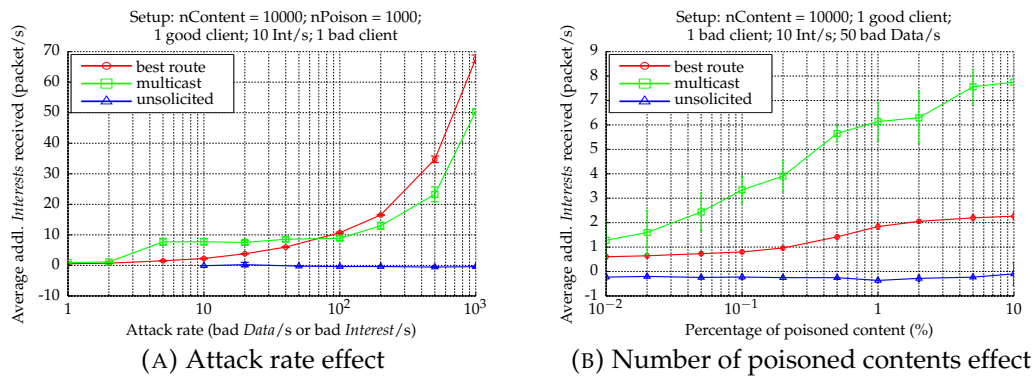 Setup: nContent = 10000; nPoison = 1000;
1 good client; 10 Int/s; 1 bad client
70
60
50
40
30
20
10
0
-10
best route
multicast
unsolicited
Average addl. Interests received (packet/s)
1
10
10^2
10^3
Attack rate (bad Data/s or bad Interest/s)
(A) Attack rate effect
Setup: nContent = 10000; 1 good client;
1 bad client; 10 Int/s; 50 bad Data/s
9
8
7
6
5
4
3
2
1
0
-1
best route
multicast
unsolicited
Average addl. Interests received (packet/s)
10^-2
10^-1
1
10
Percentage of poisoned content (%)
(B) Number of poisoned contents effect